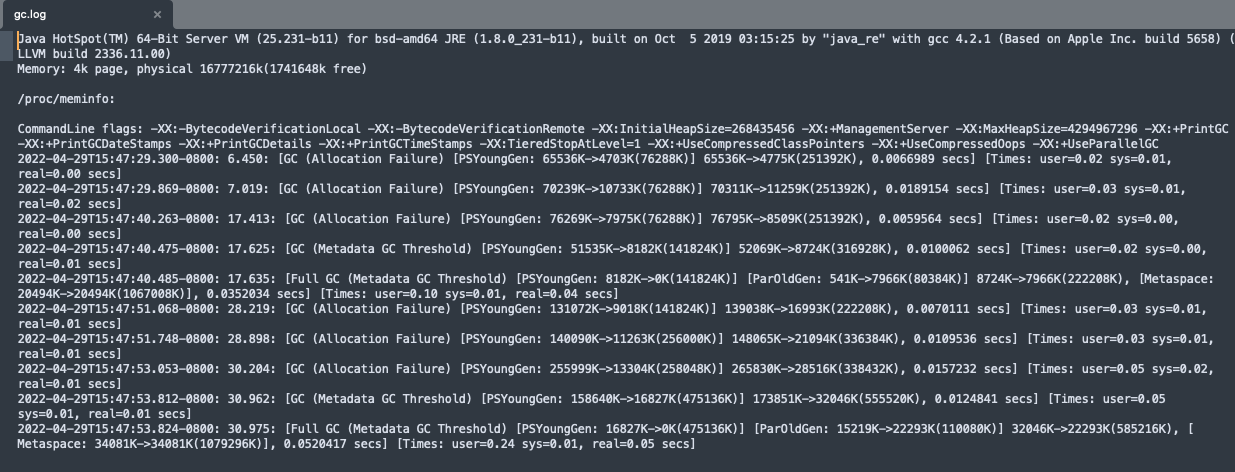 gc.log ×
Java HotSpot(TM) 64-Bit Server VM (25.231-b11) for bsd-amd64 JRE (1.8.0_231-b11), built on Oct  5 2019 03:15:25 by "java_re" with gcc 4.2.1 (Based on Apple Inc. build 5658) (
LLVM build 2336.11.00)
Memory: 4k page, physical 16777216k(1741648k free)
/proc/meminfo:
CommandLine flags: -XX:-BytecodeVerificationLocal -XX:-BytecodeVerificationRemote -XX:InitialHeapSize=268435456 -XX:+ManagementServer -XX:MaxHeapSize=4294967296 -XX:+PrintGC
-XX:+PrintGCDateStamps -XX:+PrintGCDetails -XX:+PrintGCTimeStamps -XX:TieredStopAtLevel=1 -XX:+UseCompressedClassPointers -XX:+UseCompressedOops -XX:+UseParallelGC
2022-04-29T15:47:29.300-0800: 6.450: [GC (Allocation Failure) [PSYoungGen: 65536K->4703K(76288K)] 65536K->4775K(251392K), 0.0066989 secs] [Times: user=0.02 sys=0.01,
real=0.00 secs]
2022-04-29T15:47:29.869-0800: 7.019: [GC (Allocation Failure) [PSYoungGen: 70239K->10733K(76288K)] 70311K->11259K(251392K), 0.0189154 secs] [Times: user=0.03 sys=0.01,
real=0.02 secs]
2022-04-29T15:47:40.263-0800: 17.413: [GC (Allocation Failure) [PSYoungGen: 76269K->7975K(76288K)] 76795K->8509K(251392K), 0.0059564 secs] [Times: user=0.02 sys=0.00,
real=0.00 secs]
2022-04-29T15:47:40.475-0800: 17.625: [GC (Metadata GC Threshold) [PSYoungGen: 51535K->8182K(141824K)] 52069K->8724K(316928K), 0.0100062 secs] [Times: user=0.02 sys=0.00,
real=0.01 secs]
2022-04-29T15:47:40.485-0800: 17.635: [Full GC (Metadata GC Threshold) [PSYoungGen: 8182K->0K(141824K)] [ParOldGen: 541K->7966K(80384K)] 8724K->7966K(222208K), [Metaspace:
20494K->20494K(1067008K)], 0.0352034 secs] [Times: user=0.10 sys=0.01, real=0.04 secs]
2022-04-29T15:47:51.068-0800: 28.219: [GC (Allocation Failure) [PSYoungGen: 131072K->9018K(141824K)] 139038K->16993K(222208K), 0.0070111 secs] [Times: user=0.03 sys=0.01,
real=0.01 secs]
2022-04-29T15:47:51.748-0800: 28.898: [GC (Allocation Failure) [PSYoungGen: 140090K->11263K(256000K)] 148065K->21094K(336384K), 0.0109536 secs] [Times: user=0.03 sys=0.01,
real=0.01 secs]
2022-04-29T15:47:53.053-0800: 30.204: [GC (Allocation Failure) [PSYoungGen: 255999K->13304K(258048K)] 265830K->28516K(338432K), 0.0157232 secs] [Times: user=0.05 sys=0.02,
real=0.01 secs]
2022-04-29T15:47:53.812-0800: 30.962: [GC (Metadata GC Threshold) [PSYoungGen: 158640K->16827K(475136K)] 173851K->32046K(555520K), 0.0124841 secs] [Times: user=0.05
sys=0.01, real=0.01 secs]
2022-04-29T15:47:53.824-0800: 30.975: [Full GC (Metadata GC Threshold) [PSYoungGen: 16827K->0K(475136K)] [ParOldGen: 15219K->22293K(110080K)] 32046K->22293K(585216K), [
Metaspace: 34081K->34081K(1079296K)], 0.0520417 secs] [Times: user=0.24 sys=0.01, real=0.05 secs]